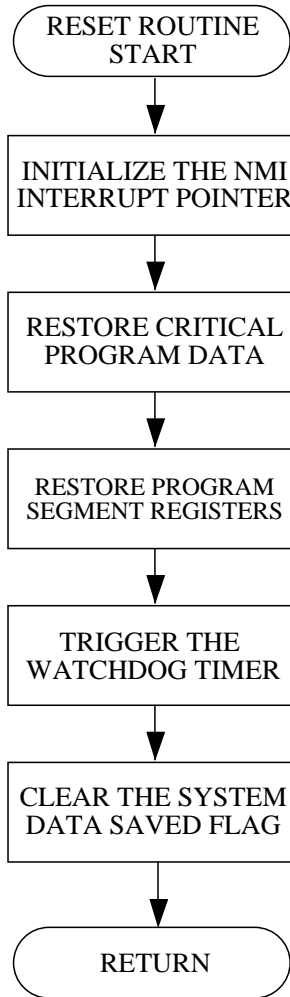 RESET ROUTINE
START
INITIALIZE THE NMI
INTERRUPT POINTER
RESTORE CRITICAL
PROGRAM DATA
RESTORE PROGRAM
SEGMENT REGISTERS
TRIGGER THE
WATCHDOG TIMER
CLEAR THE SYSTEM
DATA SAVED FLAG
RETURN